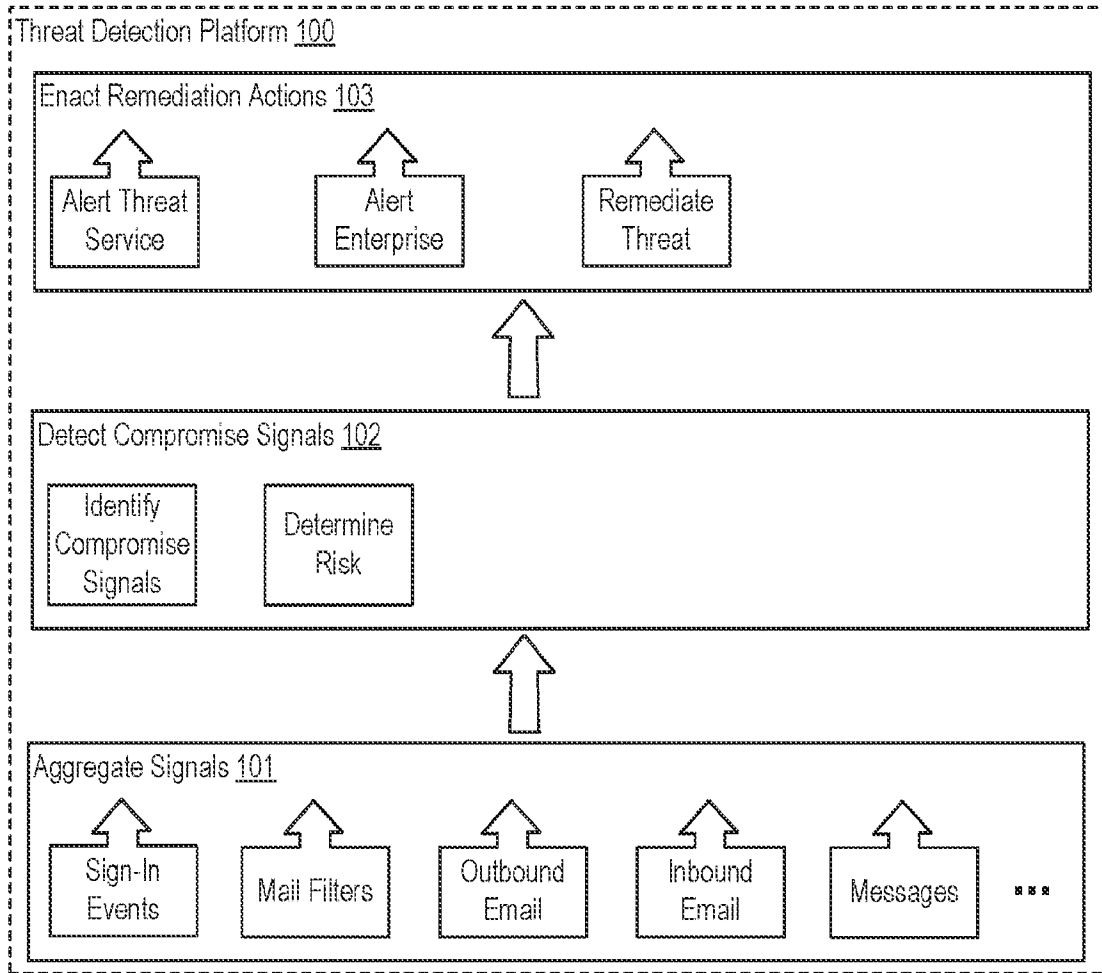 Threat Detection Platform 100
Enact Remediation Actions 103
Alert Threat
Service
Alert
Enterprise
Remediate
Threat
Detect Compromise Signals 102
Identify
Compromise
Signals
Determine
Risk
Aggregate Signals 101
Sign-In
Events
Mail Filters
Outbound
Email
Inbound
Email
Messages
...